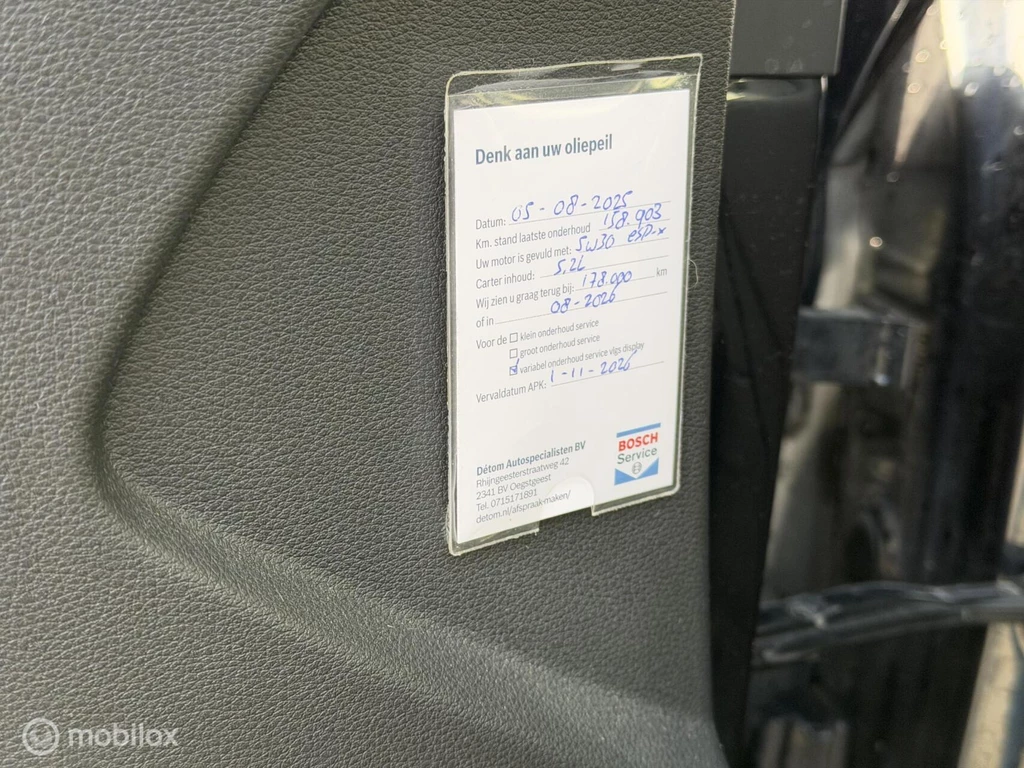 Denk aan uw oliepeil
Datum: 05-08-2025
Km. stand laatste onderhoud 158.903
Uw motor is gevuld met: 5W30 ESP-X
Carter inhoud: 5,2L
Wij zien u graag terug bij: 178.000 km
of in 08-2026
Voor de klein onderhoud service
groot onderhoud service
variabel onderhoud service vlgs display
Vervaldatum APK: 1-11-2026
Détom Autospecialisten BV
Rhijngeesterstraatweg 42
2341 BV Oegstgeest
Tel. 0715171891
detom.nl/afspraak-maken/
BOSCH
Service
mobilox